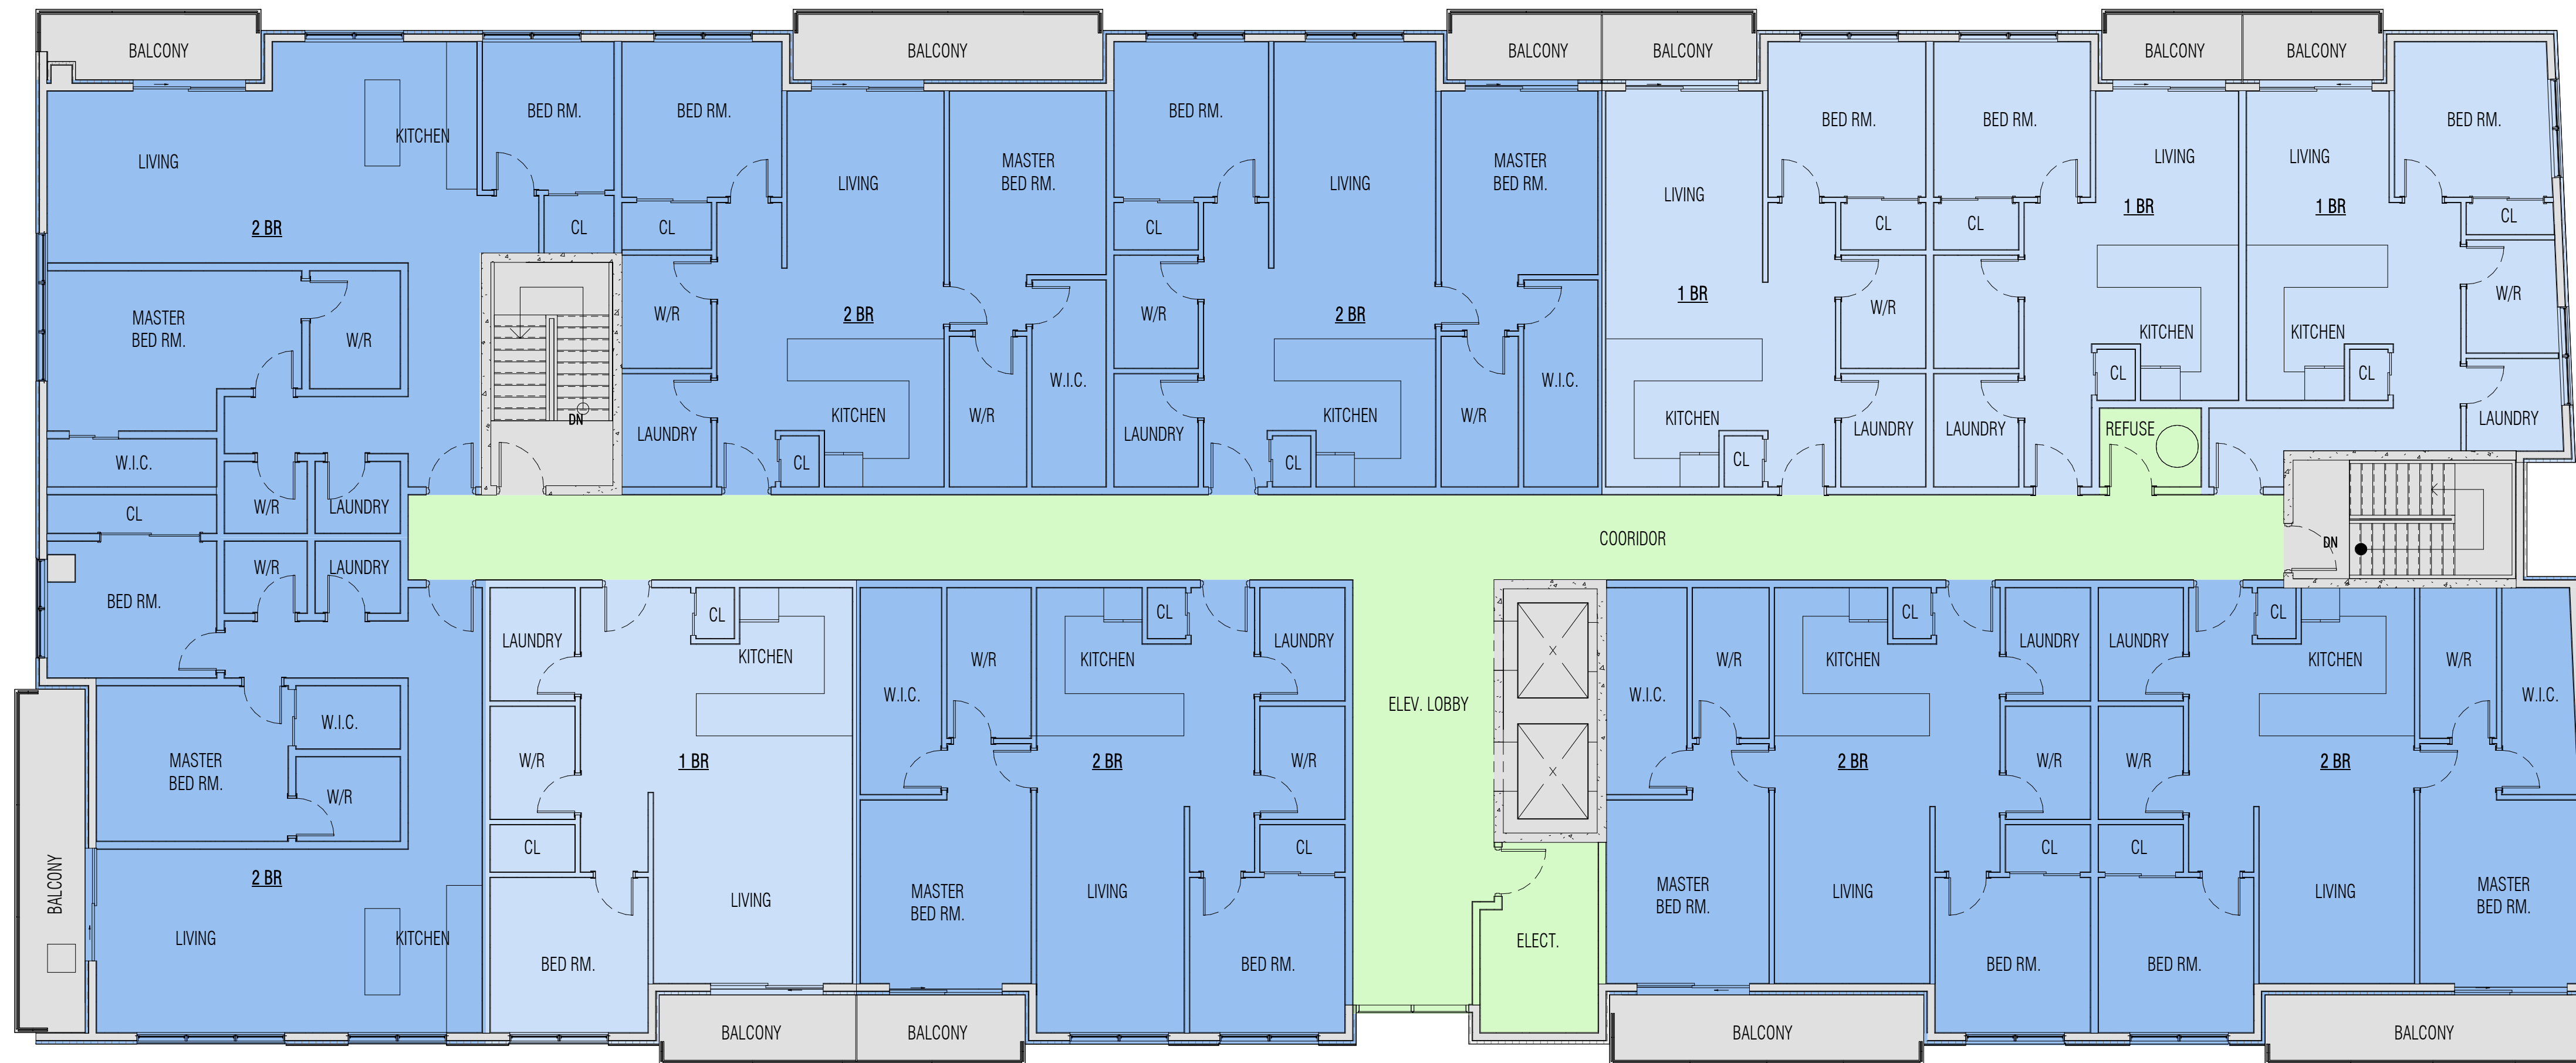 BALCONY
BALCONY
BALCONY
BALCONY
BALCONY
BALCONY
BED RM.
BED RM.
BED RM.
BED RM.
BED RM.
BED RM.
KITCHEN
LIVING
LIVING
MASTER
BED RM.
LIVING
MASTER
BED RM.
LIVING
LIVING
LIVING
2 BR
CL
CL
CL
CL
CL
1 BR
1 BR
CL
MASTER
BED RM.
W/R
W/R
2 BR
W/R
2 BR
1 BR
W/R
W/R
KITCHEN
KITCHEN
W.I.C.
W.I.C.
CL
CL
DN
LAUNDRY
KITCHEN
W/R
LAUNDRY
KITCHEN
W/R
KITCHEN
LAUNDRY
LAUNDRY
REFUSE
LAUNDRY
W.I.C.
CL
CL
CL
CL
W/R
LAUNDRY
COORIDOR
DN
W/R
LAUNDRY
BED RM.
LAUNDRY
CL
KITCHEN
W/R
KITCHEN
CL
LAUNDRY
W/R
KITCHEN
CL
LAUNDRY
LAUNDRY
CL
KITCHEN
W/R
W.I.C.
W.I.C.
ELEV. LOBBY
W.I.C.
W.I.C.
MASTER
BED RM.
W/R
W/R
1 BR
2 BR
W/R
2 BR
W/R
W/R
2 BR
CL
CL
CL
CL
2 BR
BALCONY
LIVING
KITCHEN
BED RM.
LIVING
MASTER
BED RM.
LIVING
BED RM.
ELECT.
MASTER
BED RM.
LIVING
BED RM.
BED RM.
LIVING
MASTER
BED RM.
BALCONY
BALCONY
BALCONY
BALCONY